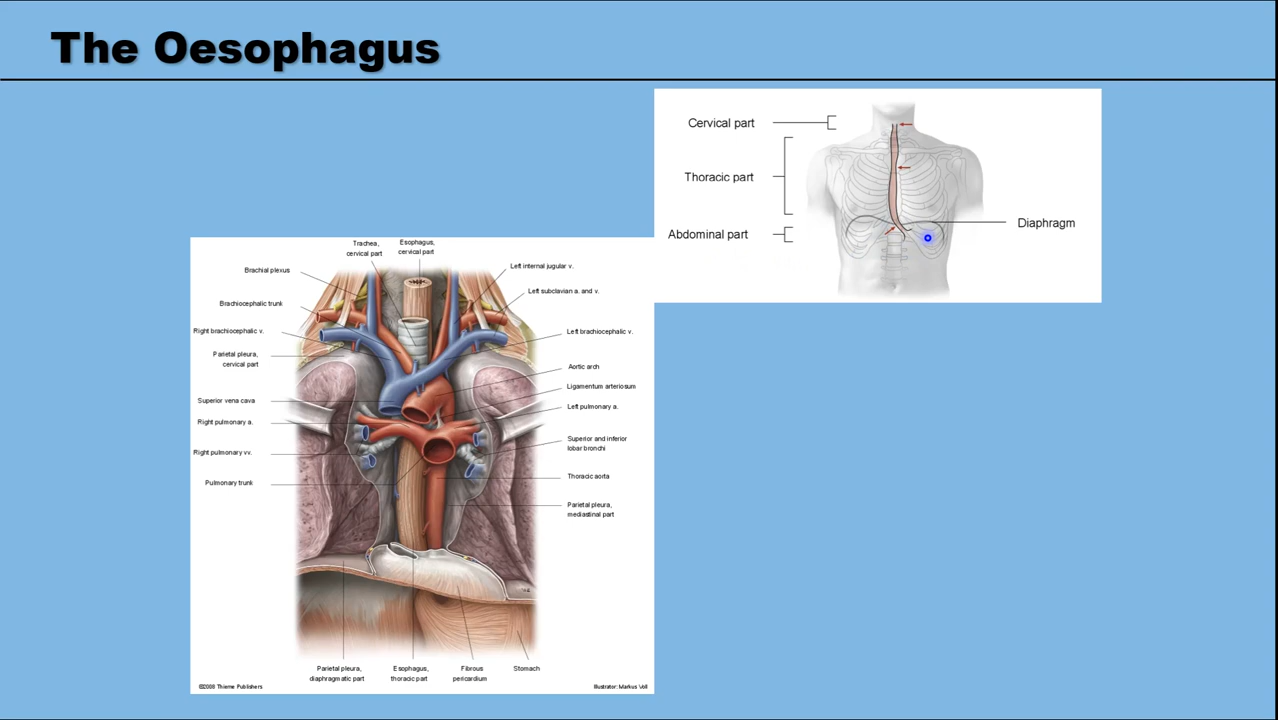 The Oesophagus
Cervical part
Thoracic part
Abdominal part
Diaphragm
Trachea,
cervical part
Esophagus,
cervical part
Brachial plexus
Brachiocephalic trunk
Right brachiocephalic v.
Parietal pleura,
cervical part
Superior vena cava
Right pulmonary a.
Right pulmonary vv.
Pulmonary trunk
Left internal jugular v.
Left subclavian a. and v.
Left brachiocephalic v.
Aortic arch
Ligamentum arteriosum
Left pulmonary a.
Superior and inferior
lobar bronchi
Thoracic aorta
Parietal pleura,
mediastinal part
Parietal pleura,
diaphragmatic part
Esophagus,
thoracic part
Fibrous
pericardium
Stomach
©2008 Thieme Publishers
Illustrator: Markus Voll